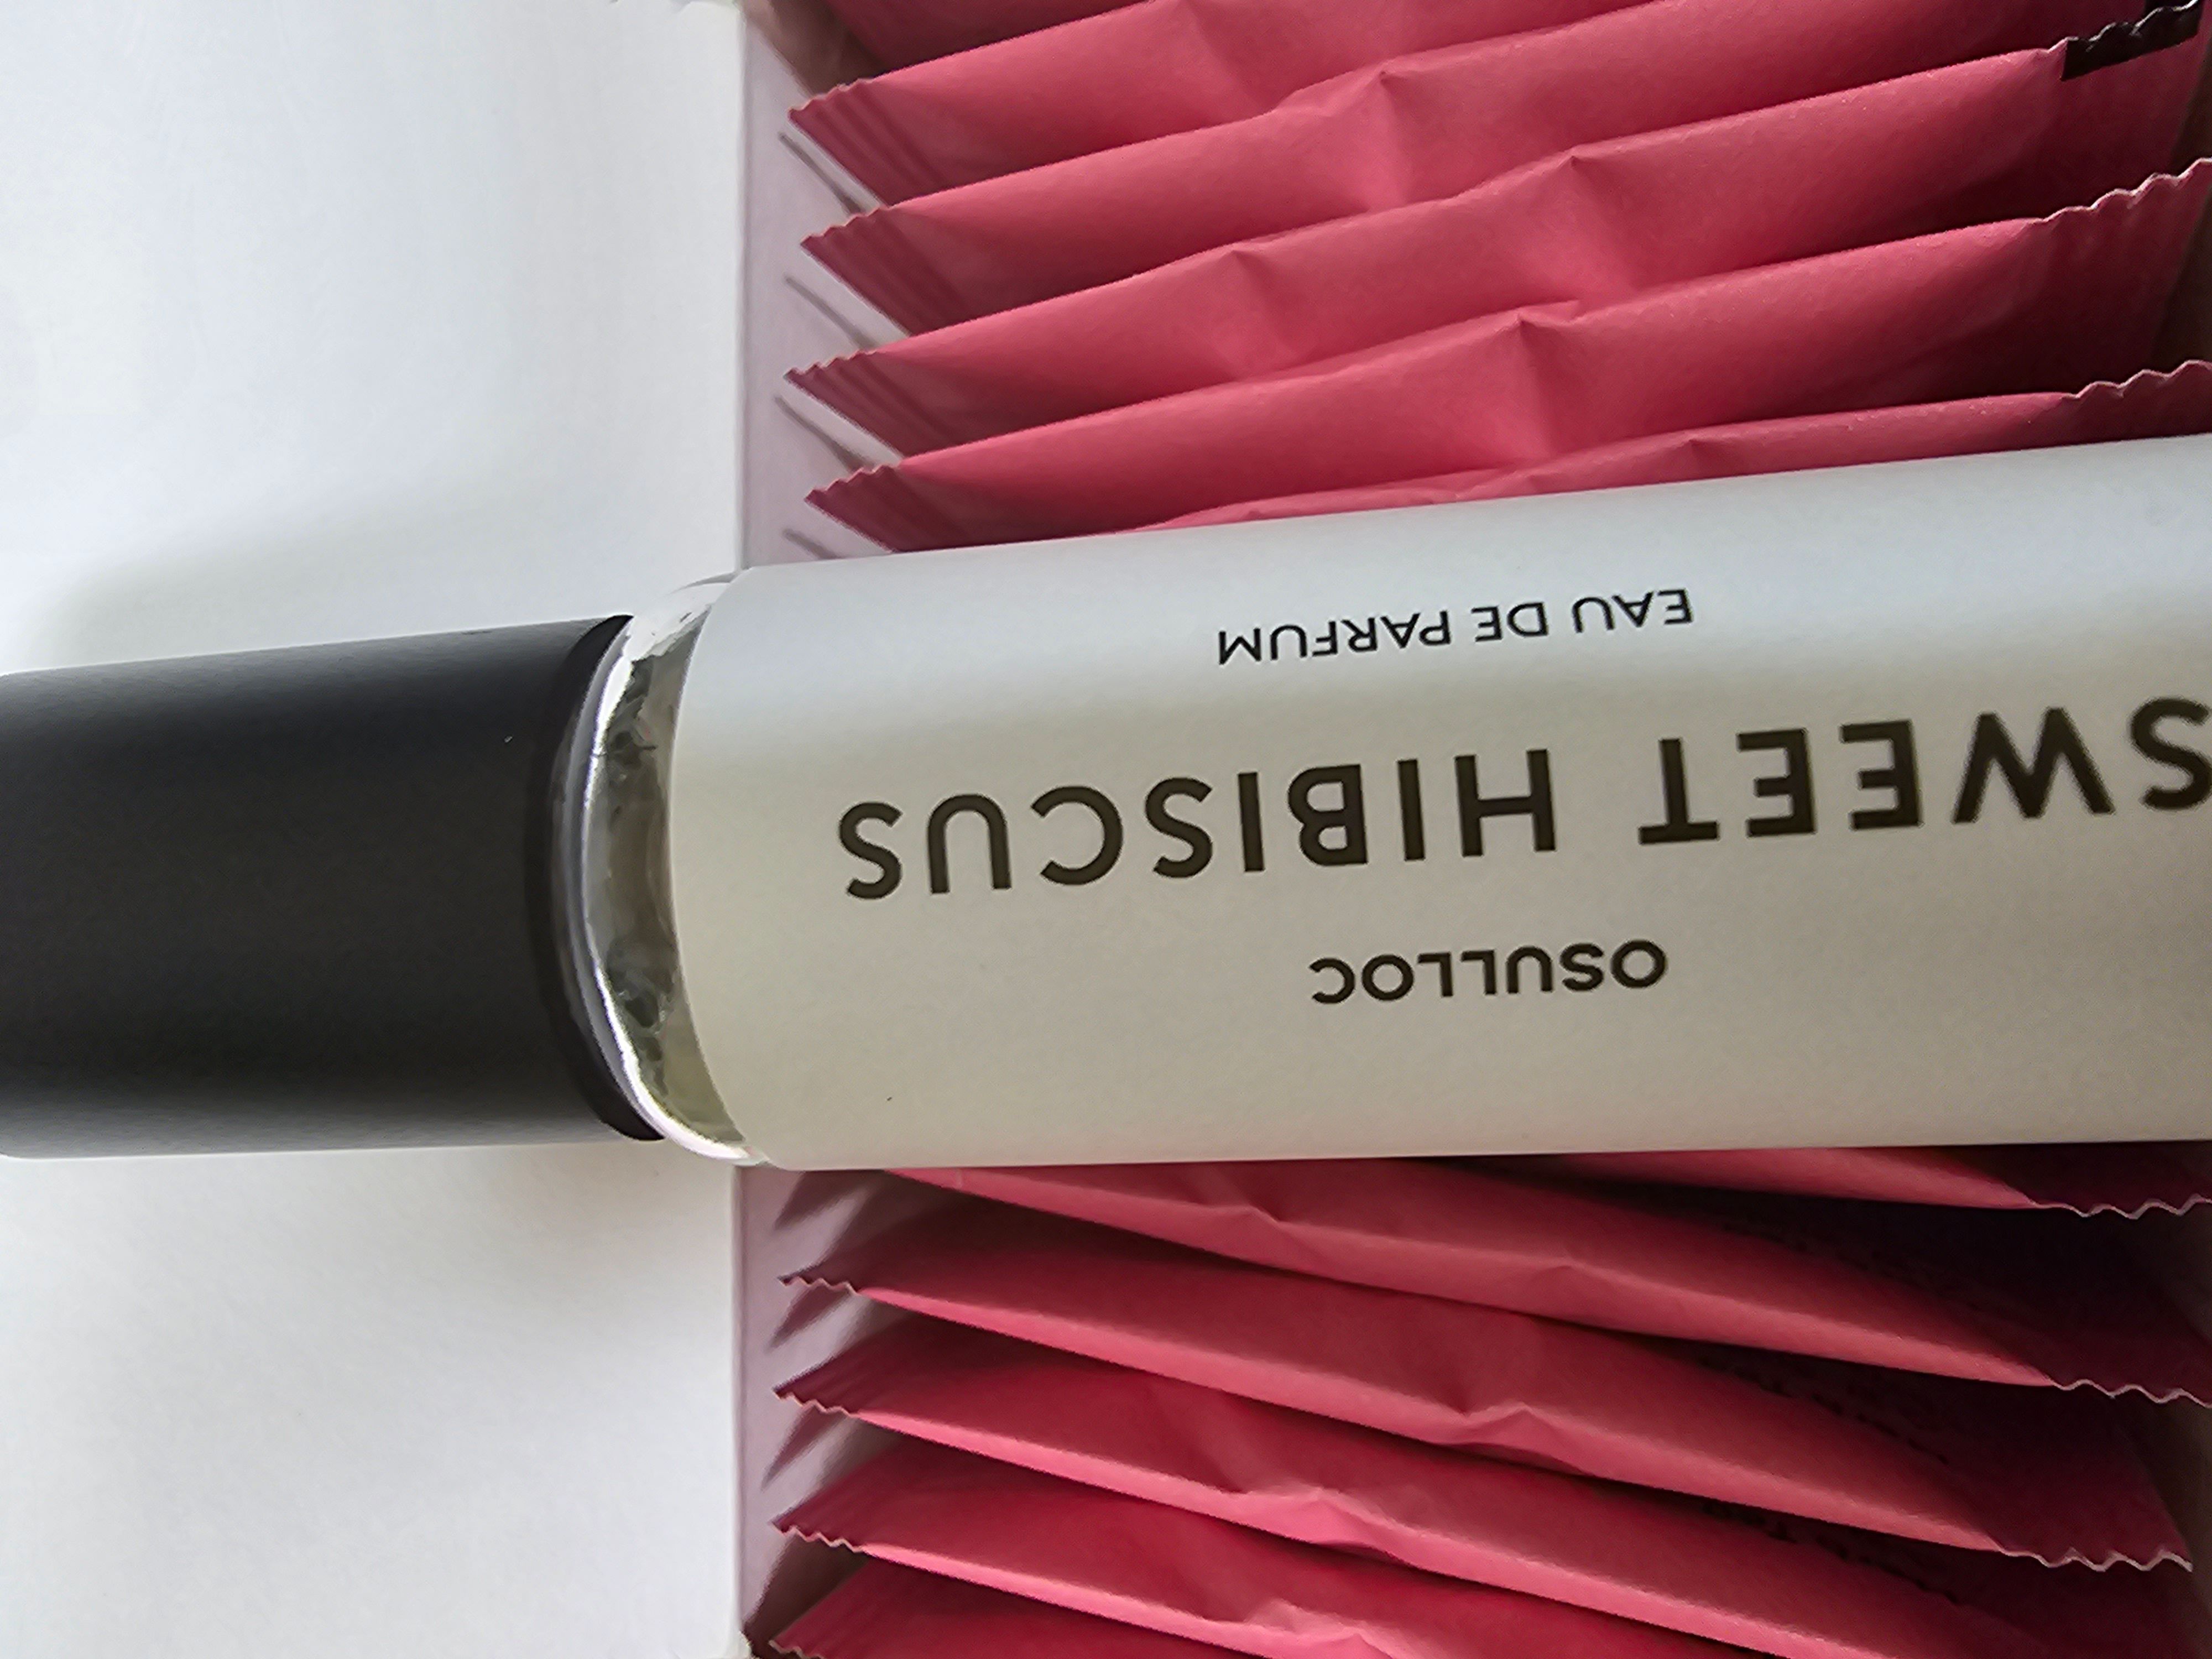 OSULLOC
SWEET HIBISCUS
EAU DE PARFUM